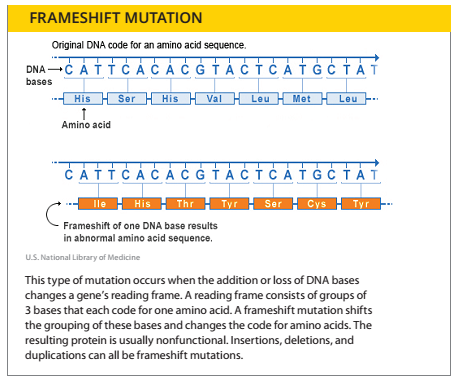 FRAMESHIFT MUTATION
Original DNA code for an amino acid sequence.
DNA bases
C A T T C A C A C G T A C T C A T G C T A T
His Ser His Val Leu Met Leu
Amino acid
C A T T C A C A C G T A C T C A T G C T A T
Ile His Thr Tyr Ser Cys Tyr
Frameshift of one DNA base results
in abnormal amino acid sequence.
U.S. National Library of Medicine
This type of mutation occurs when the addition or loss of DNA bases
changes a gene's reading frame. A reading frame consists of groups of
3 bases that each code for one amino acid. A frameshift mutation shifts
the grouping of these bases and changes the code for amino acids. The
resulting protein is usually nonfunctional. Insertions, deletions, and
duplications can all be frameshift mutations.